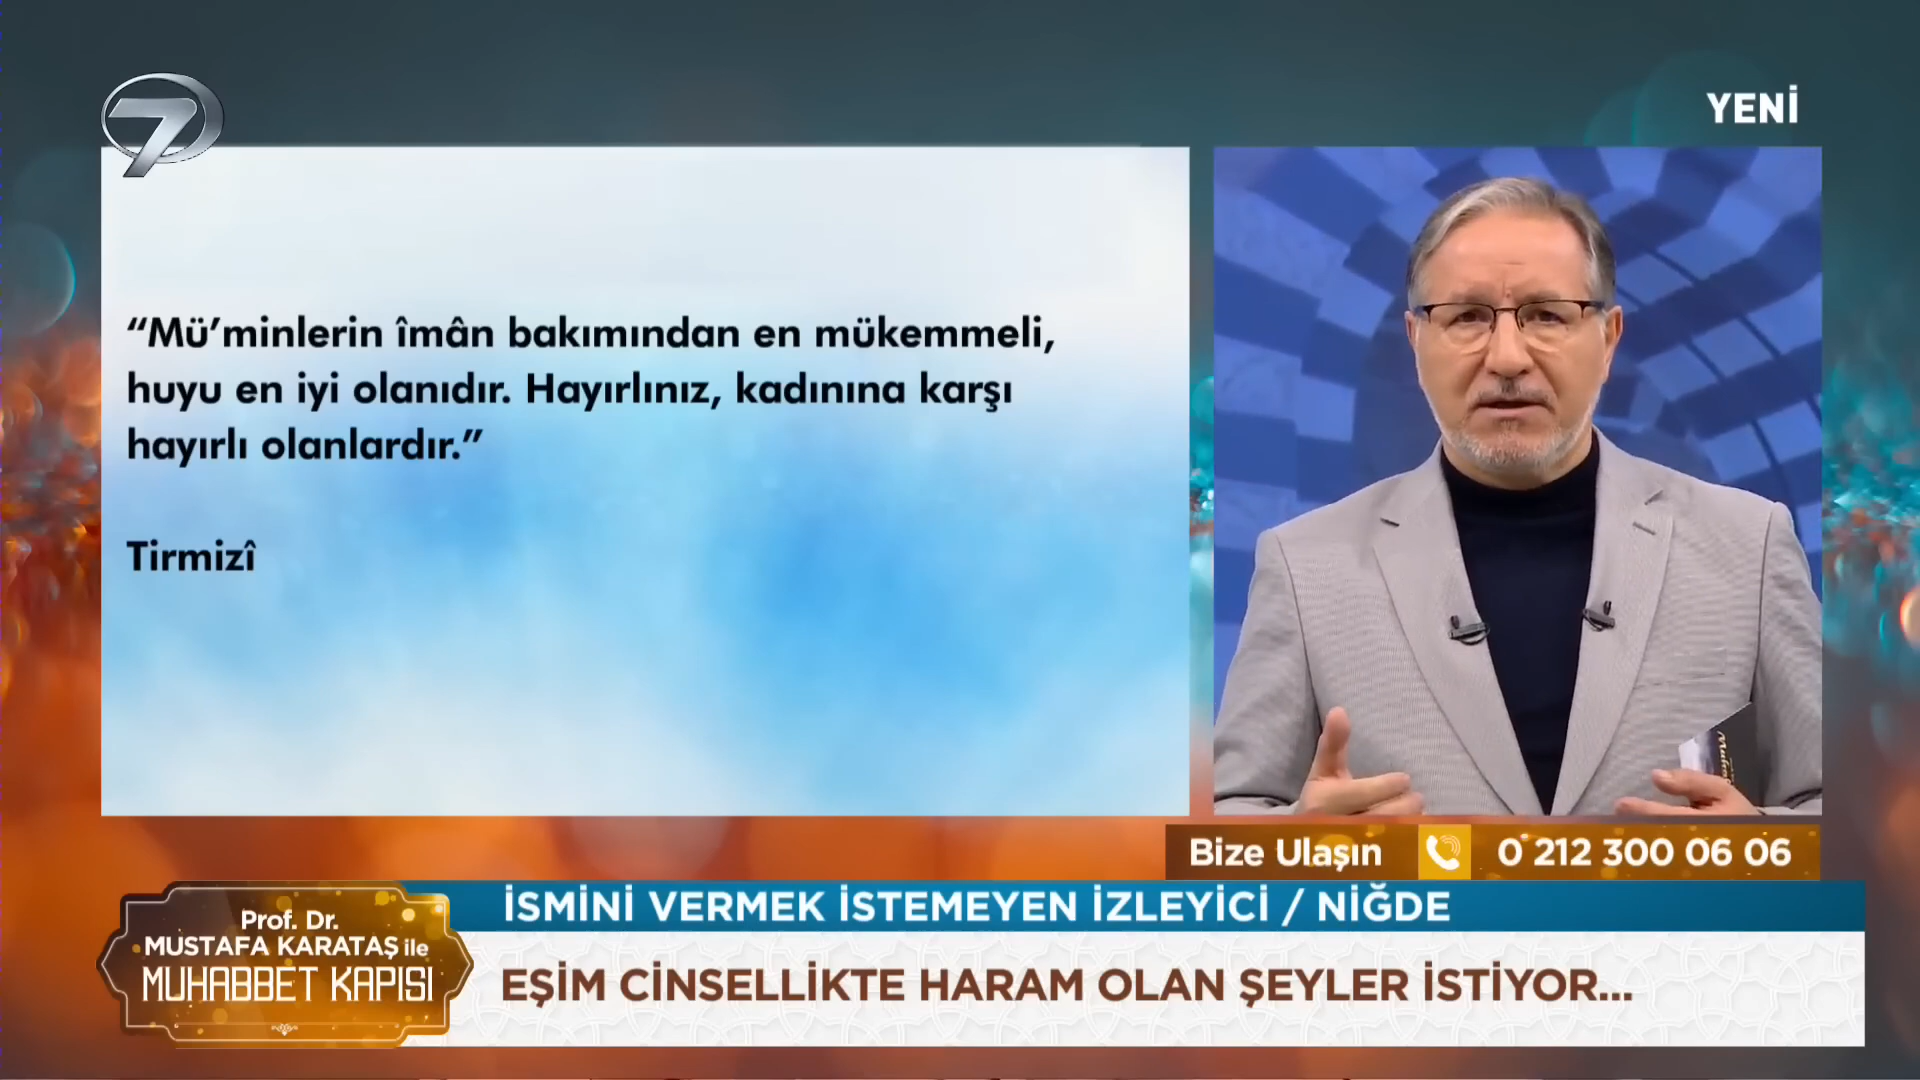 7
YENİ
“Mü’minlerin îmân bakımından en mükemmeli,
huyu en iyi olanıdır. Hayırlınız, kadınına karşı
hayırlı olanlardır.”
Tirmizî
Bize Ulaşın 0 212 300 06 06
İSMİNİ VERMEK İSTEMEYEN İZLEYİCİ / NİĞDE
Prof. Dr.
MUSTAFA KARATAŞ ile
MUHABBET KAPISI
EŞİM CİNSELLİKTE HARAM OLAN ŞEYLER İSTİYOR...